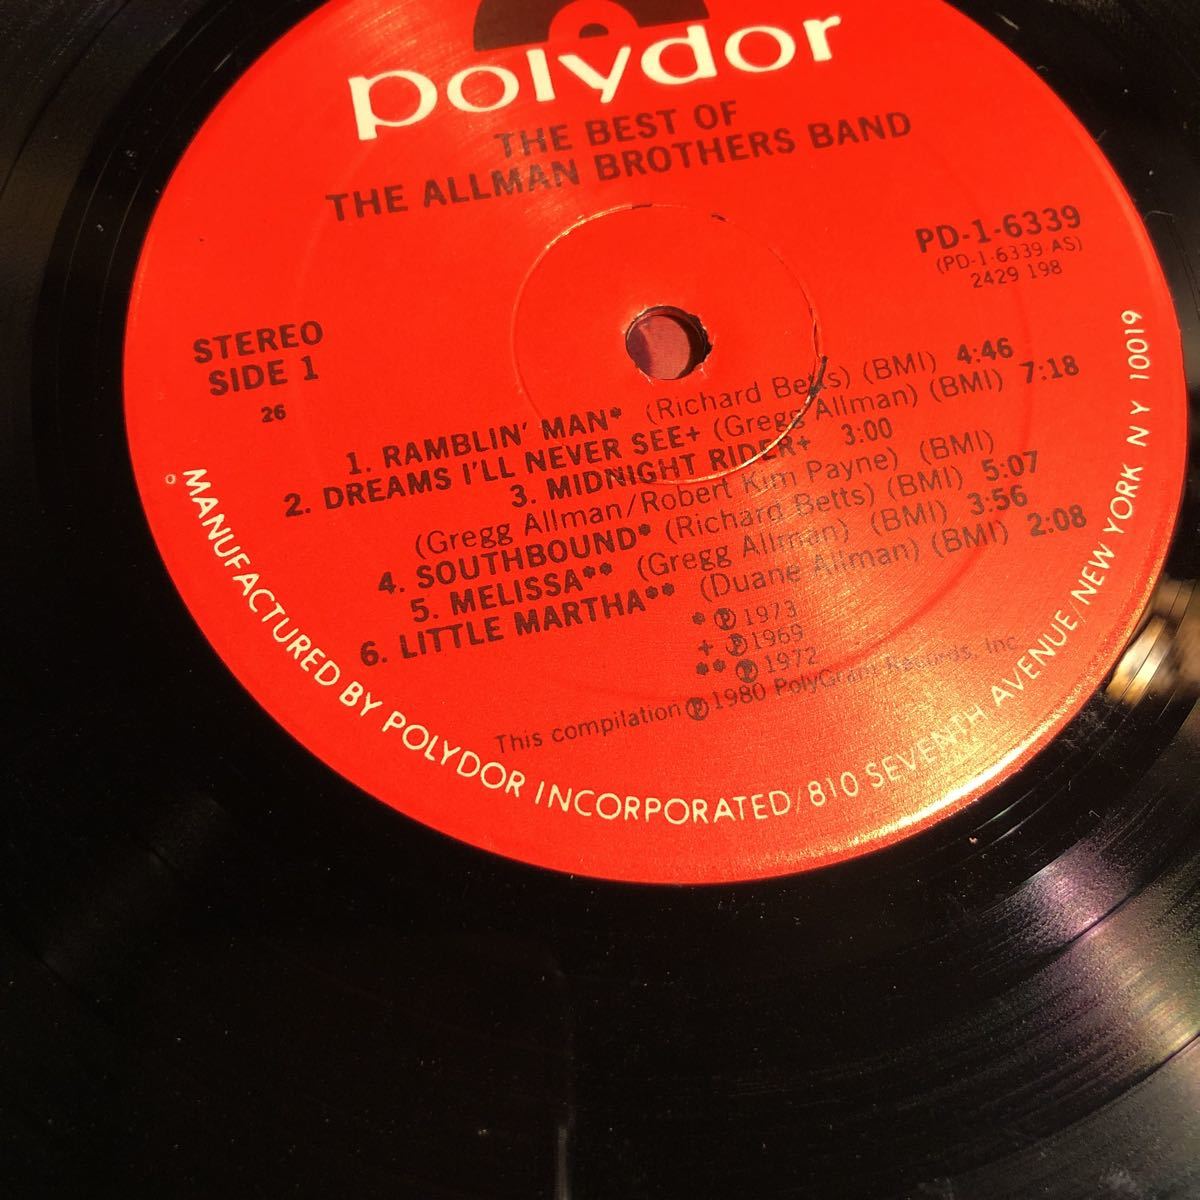 polydor
THE BEST OF
THE ALLMAN BROTHERS BAND
PD-1-6339
(PD-1-6339-AS)
2429 198
STEREO
SIDE 1
26
1. RAMBLIN' MAN* (Richard Betts) (BMI) 4:46
2. DREAMS I'LL NEVER SEE+ (Gregg Allman) (BMI) 7:18
3. MIDNIGHT RIDER+ 3:00
(Gregg Allman/Robert Kim Payne) (BMI)
4. SOUTHBOUND* (Richard Betts) (BMI) 5:07
5. MELISSA** (Gregg Allman) (BMI) 3:56
6. LITTLE MARTHA** (Duane Allman) (BMI) 2:08
* ℗ 1973
+ ℗ 1969
** ℗ 1972
This compilation ℗ 1980 PolyGram Records, Inc.
MANUFACTURED BY POLYDOR INCORPORATED/810 SEVENTH AVENUE/NEW YORK N Y 10019